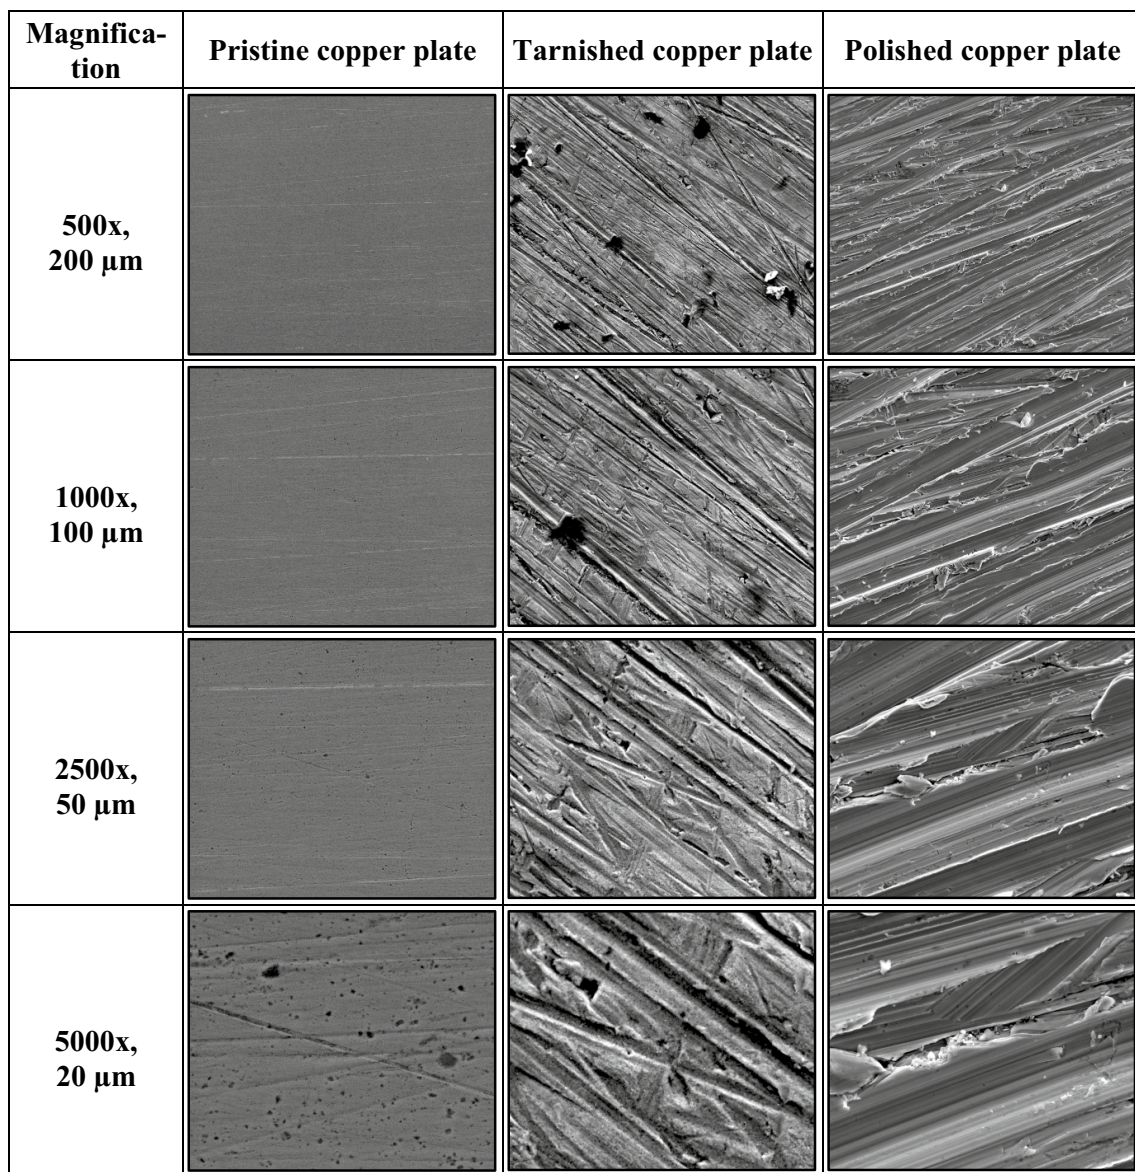 Magnifica-
tion
Pristine copper plate
Tarnished copper plate
Polished copper plate
500x,
200 µm
1000x,
100 µm
2500x,
50 µm
5000x,
20 µm